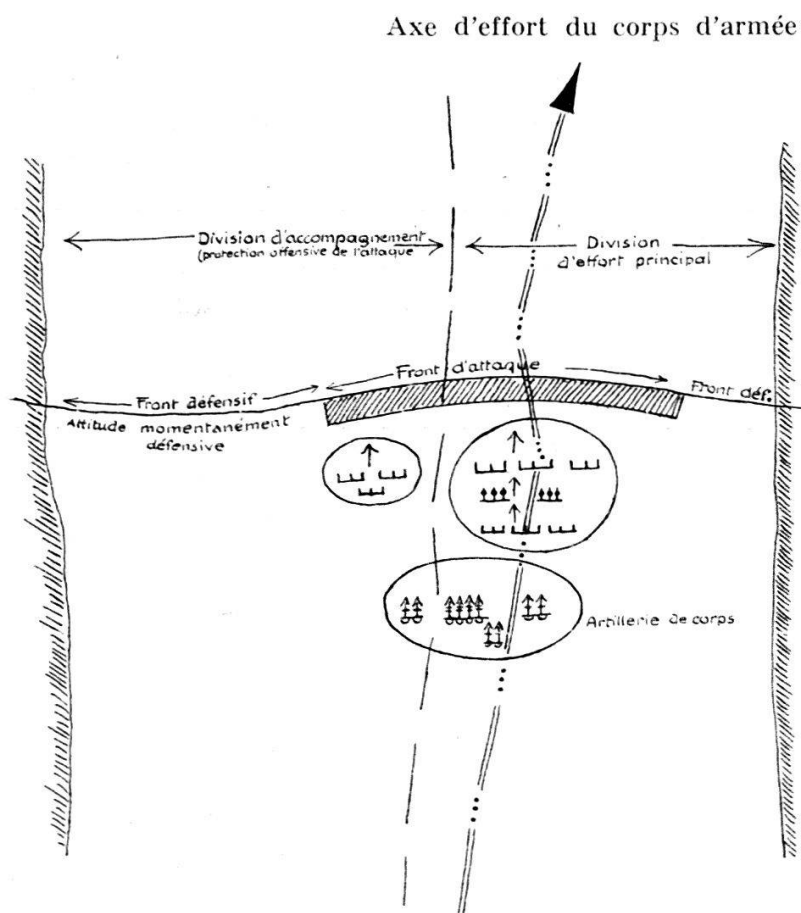 Axe d'effort du corps d'armée
Division d'accompagnement
(protection offensive de l'attaque
Division
d'effort principal
Front d'attaque
Front défensif
Front déf.
Attitude momentanément
défensive
Artillerie de corps